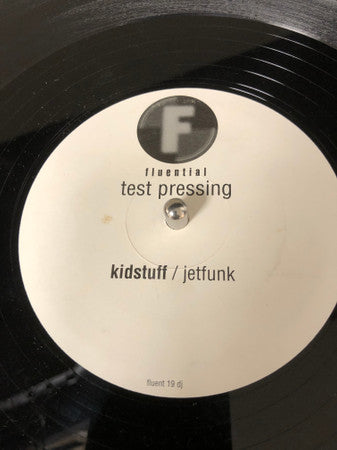 F
fluential
test pressing
kidstuff / jetfunk
fluent 19 dj